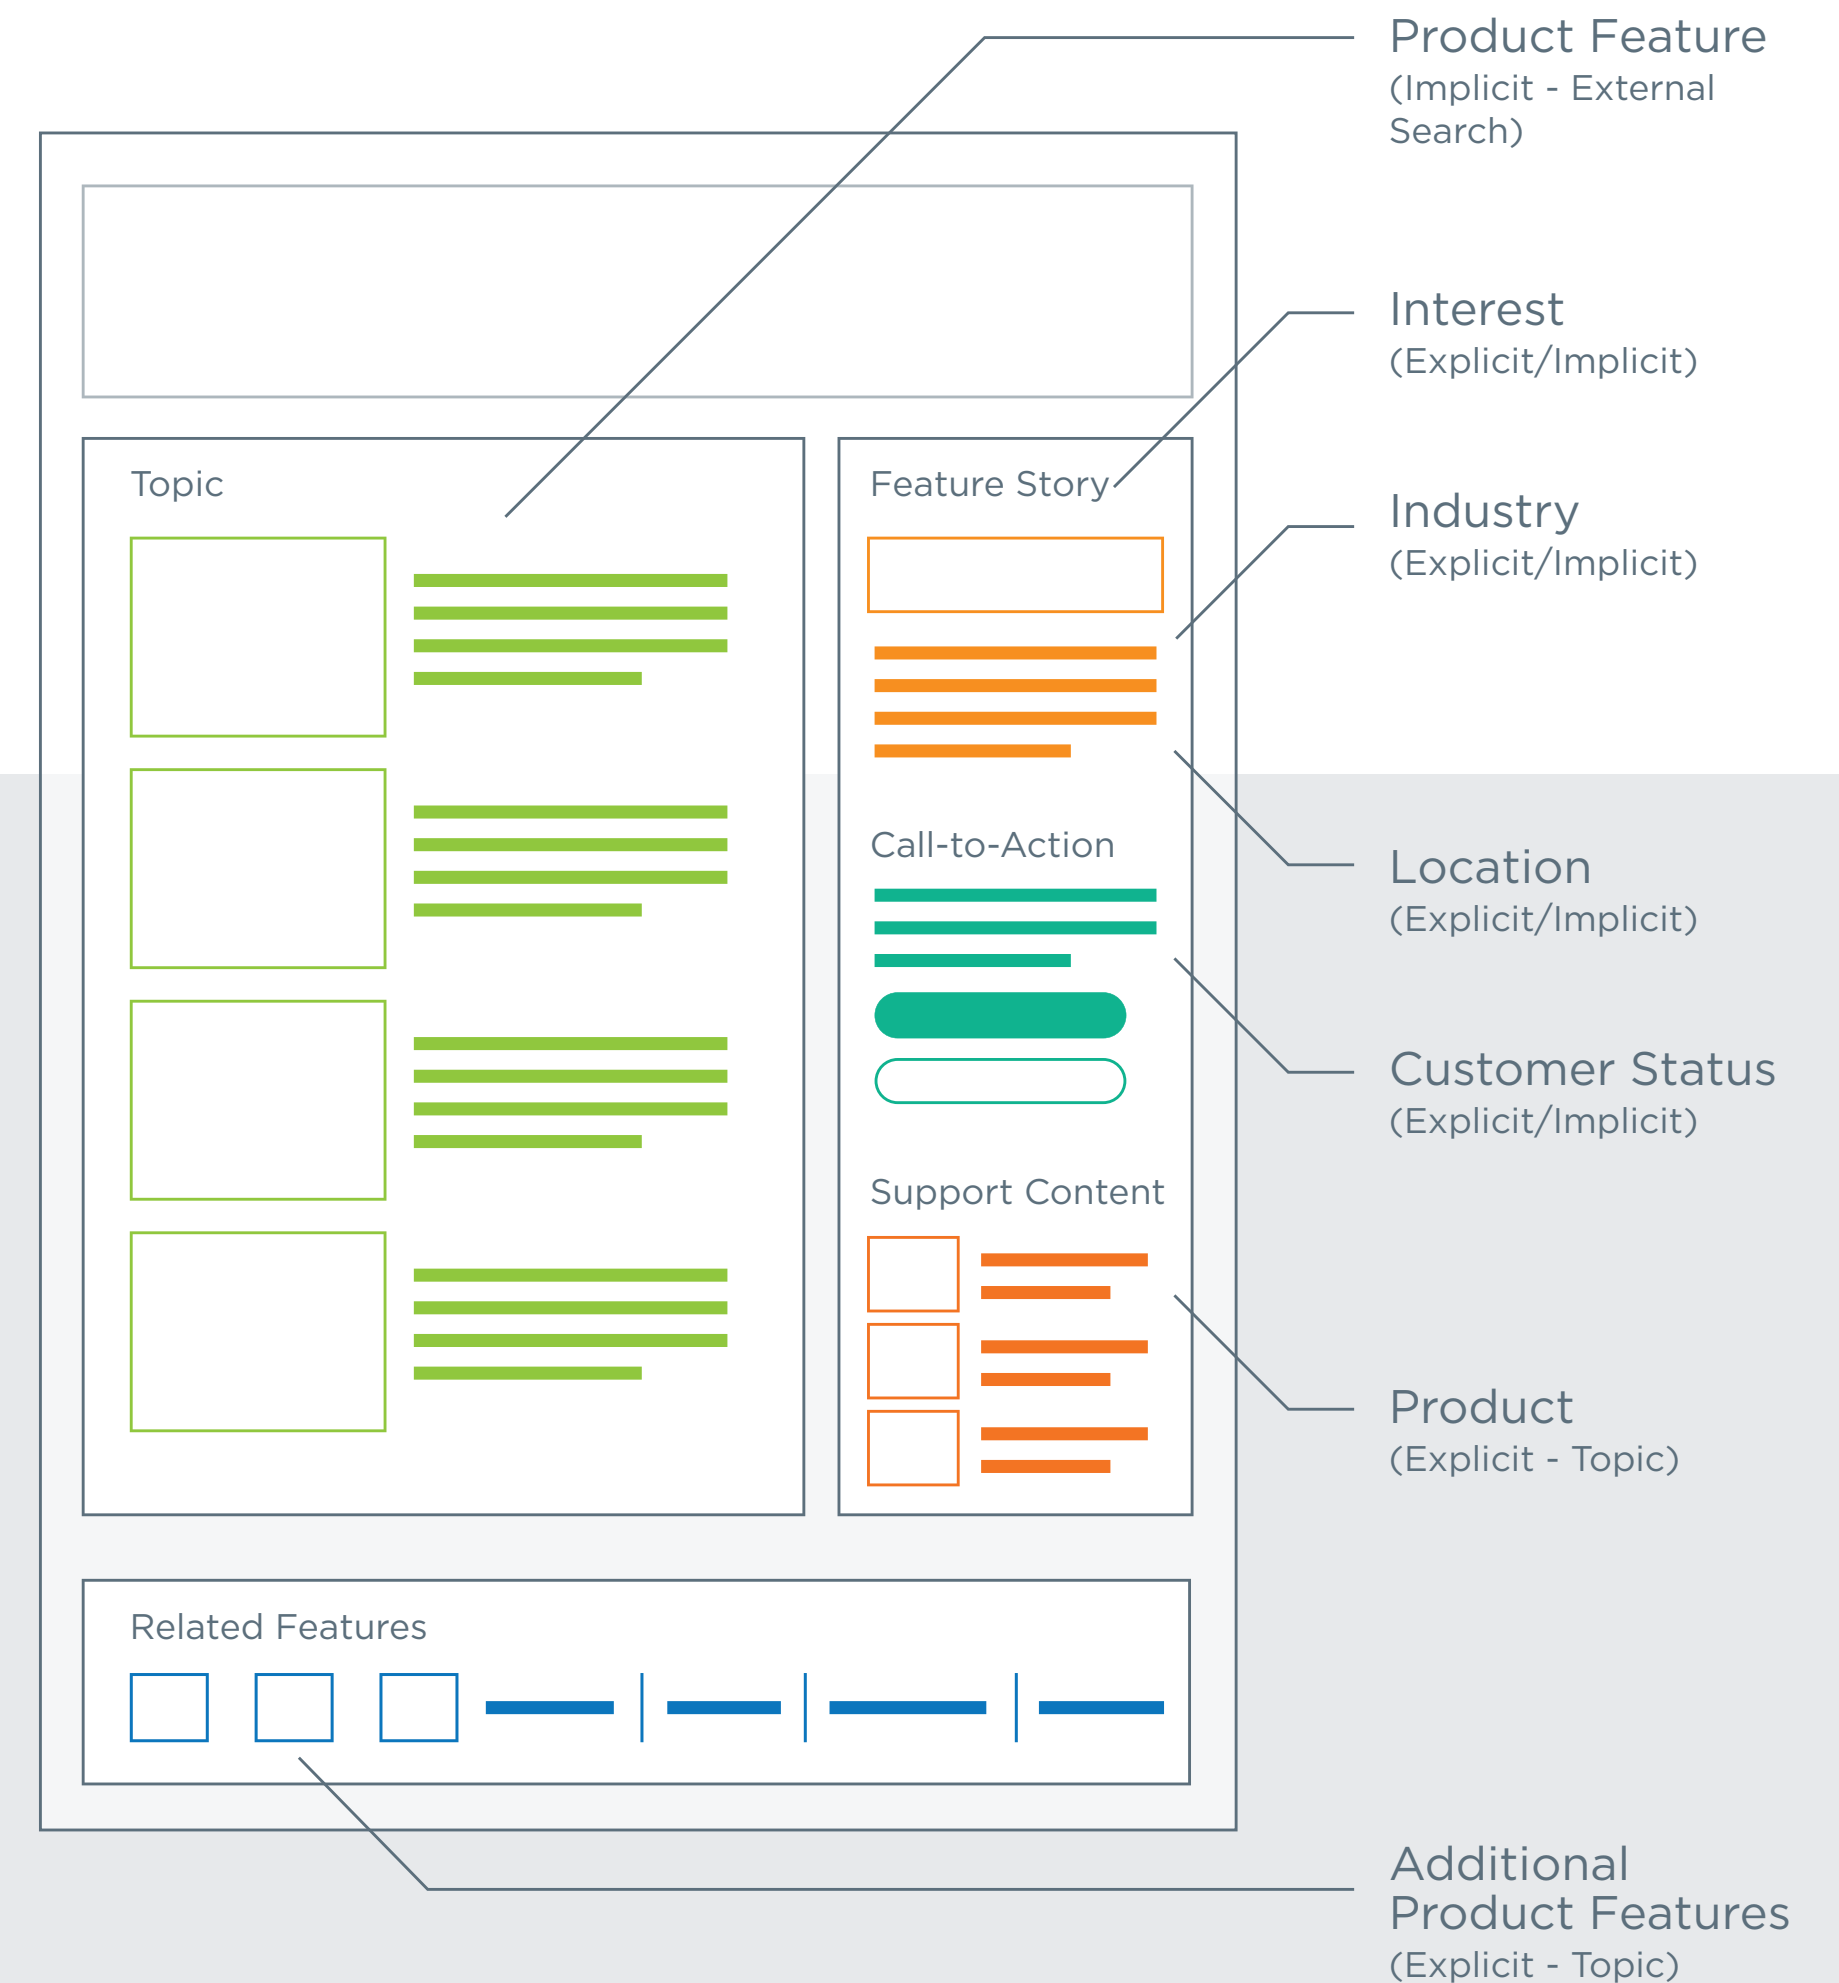 Product Feature
(Implicit - External
Search)
Interest
(Explicit/Implicit)
Topic
Feature Story
Industry
(Explicit/Implicit)
Call-to-Action
Location
(Explicit/Implicit)
Customer Status
(Explicit/Implicit)
Support Content
Product
(Explicit - Topic)
Related Features
Additional
Product Features
(Explicit - Topic)